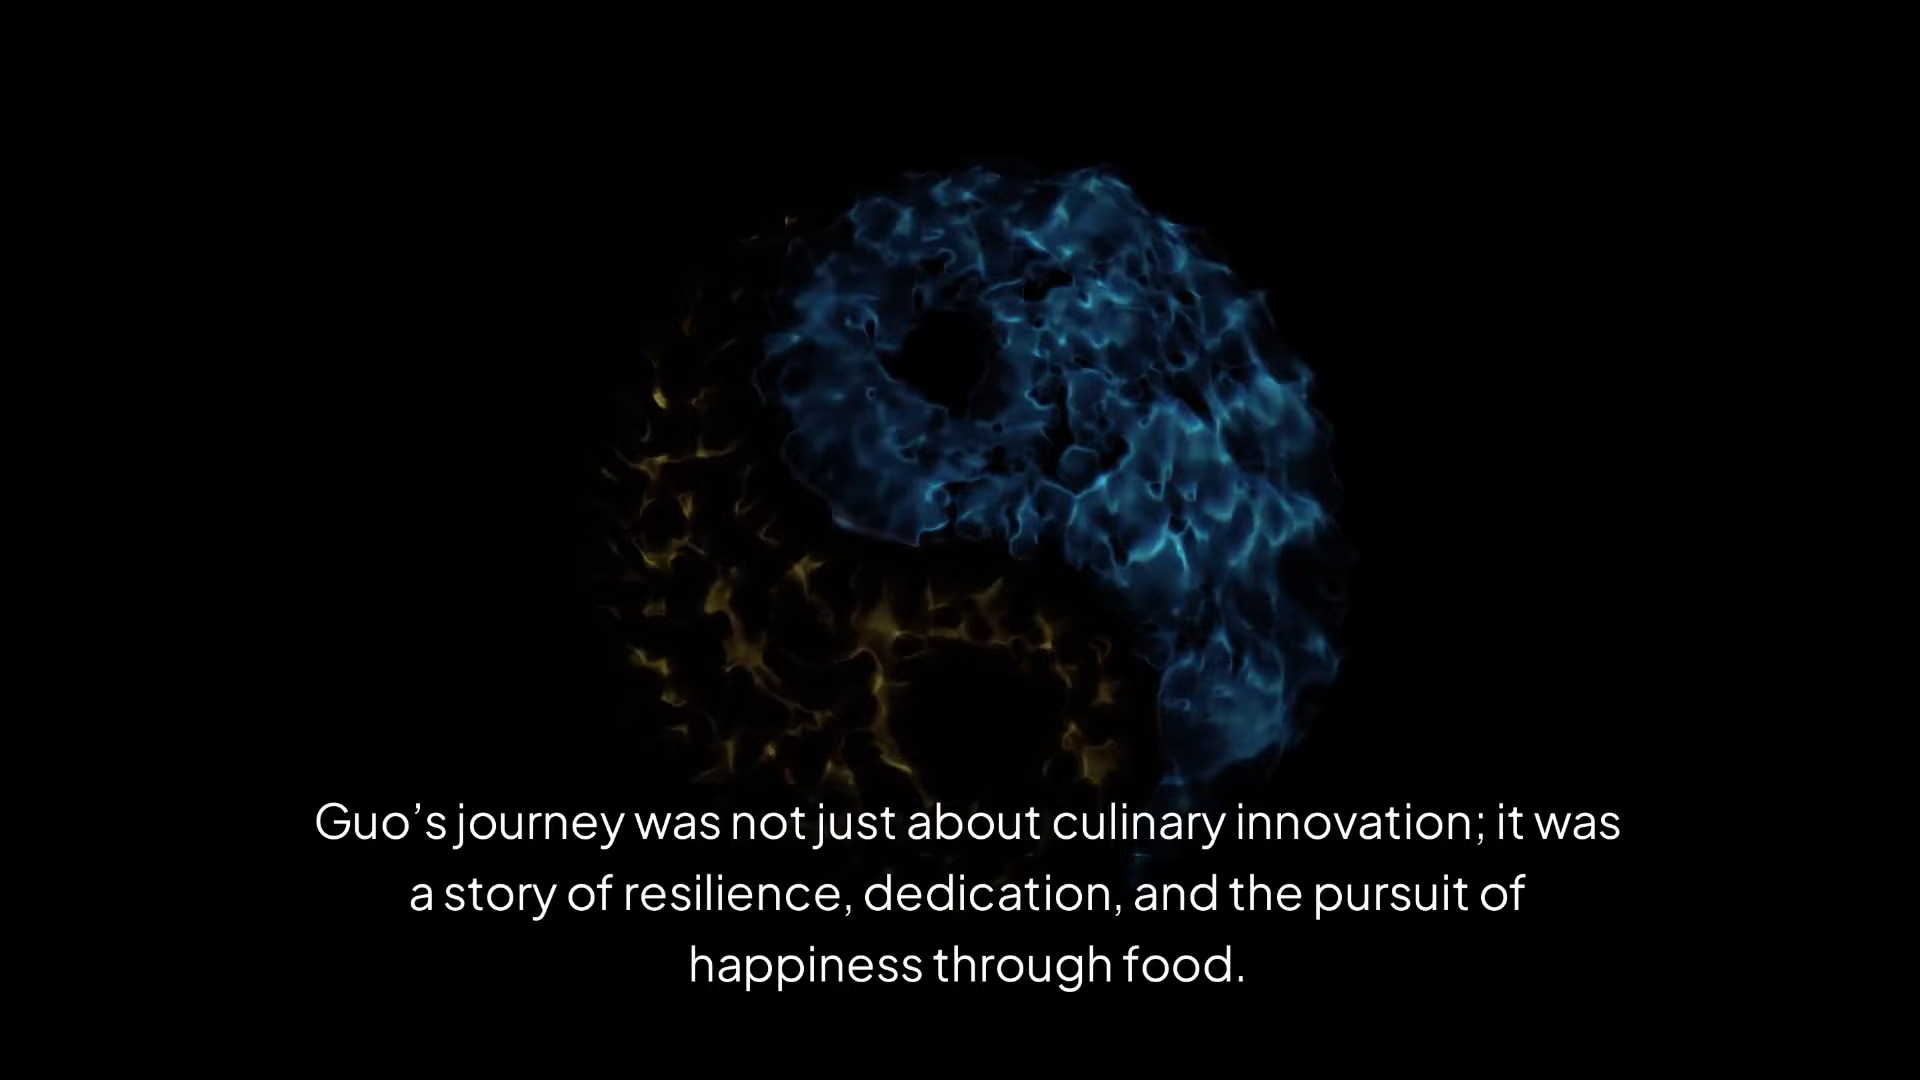 Guo’s journey was not just about culinary innovation; it was
a story of resilience, dedication, and the pursuit of
happiness through food.